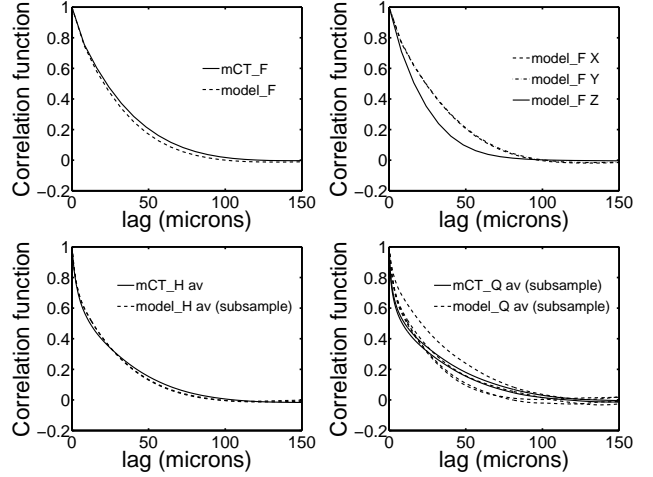 Correlation function
1
0.8
0.6
0.4
0.2
0
−0.2
0
50
100
150
lag (microns)
mCT_F
model_F
Correlation function
1
0.8
0.6
0.4
0.2
0
−0.2
0
50
100
150
lag (microns)
model_F X
model_F Y
model_F Z
Correlation function
1
0.8
0.6
0.4
0.2
0
−0.2
0
50
100
150
lag (microns)
mCT_H av
model_H av (subsample)
Correlation function
1
0.8
0.6
0.4
0.2
0
−0.2
0
50
100
150
lag (microns)
mCT_Q av (subsample)
model_Q av (subsample)